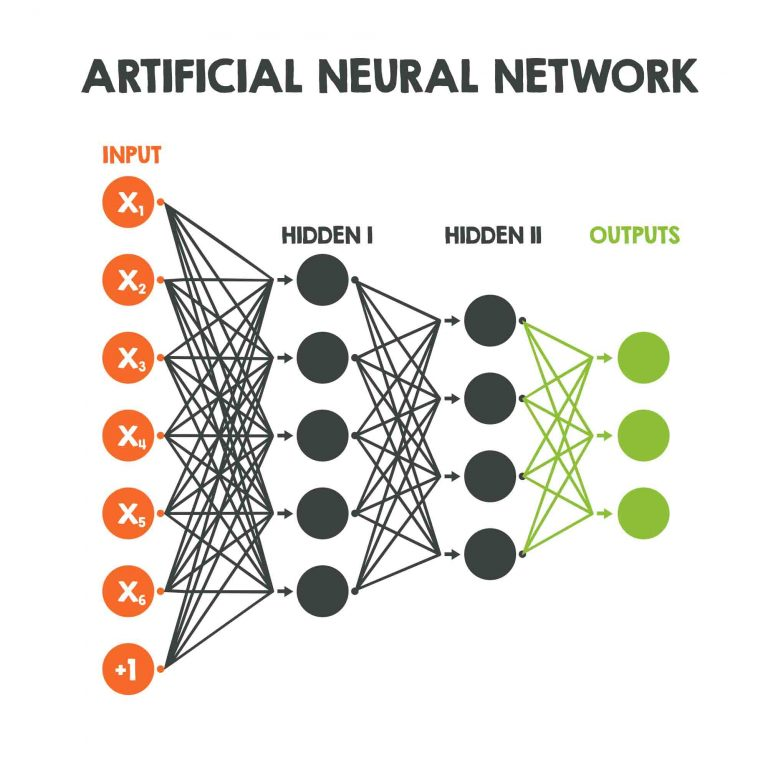 ARTIFICIAL NEURAL NETWORK
INPUT
HIDDEN I
HIDDEN II
OUTPUTS
X₁
X₂
X₃
X₄
X₅
X₆
+1